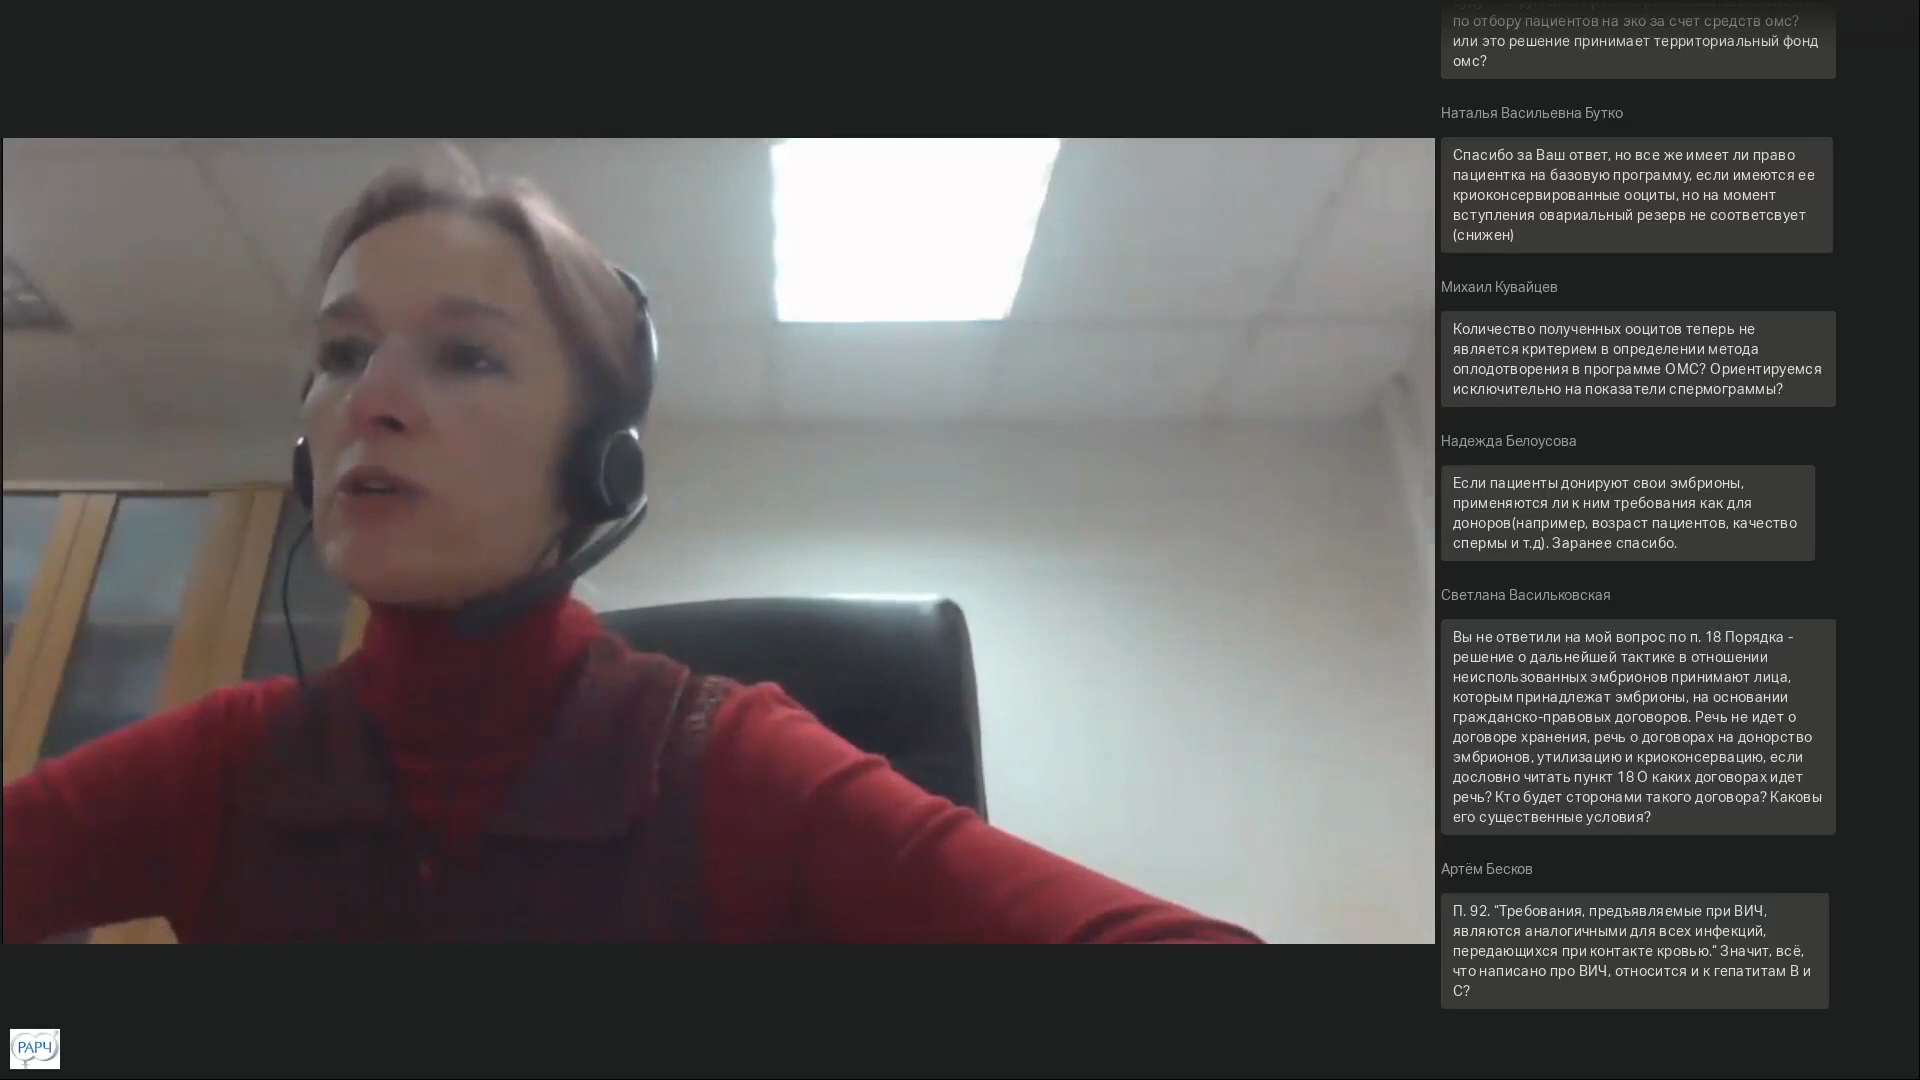 по отбору пациентов на эко за счет средств омс?
или это решение принимает территориальный фонд
омс?
Наталья Васильевна Бутко
Спасибо за Ваш ответ, но все же имеет ли право
пациентка на базовую программу, если имеются ее
криоконсервированные ооциты, но на момент
вступления овариальный резерв не соответсвует
(снижен)
Михаил Кувайцев
Количество полученных ооцитов теперь не
является критерием в определении метода
оплодотворения в программе ОМС? Ориентируемся
исключительно на показатели спермограммы?
Надежда Белоусова
Если пациенты донируют свои эмбрионы,
применяются ли к ним требования как для
доноров(например, возраст пациентов, качество
спермы и т.д). Заранее спасибо.
Светлана Васильковская
Вы не ответили на мой вопрос по п. 18 Порядка -
решение о дальнейшей тактике в отношении
неиспользованных эмбрионов принимают лица,
которым принадлежат эмбрионы, на основании
гражданско-правовых договоров. Речь не идет о
договоре хранения, речь о договорах на донорство
эмбрионов, утилизацию и криоконсервацию, если
дословно читать пункт 18 О каких договорах идет
речь? Кто будет сторонами такого договора? Каковы
его существенные условия?
Артём Бесков
П. 92. "Требования, предъявляемые при ВИЧ,
являются аналогичными для всех инфекций,
передающихся при контакте кровью." Значит, всё,
что написано про ВИЧ, относится и к гепатитам В и
С?
РАРЧ